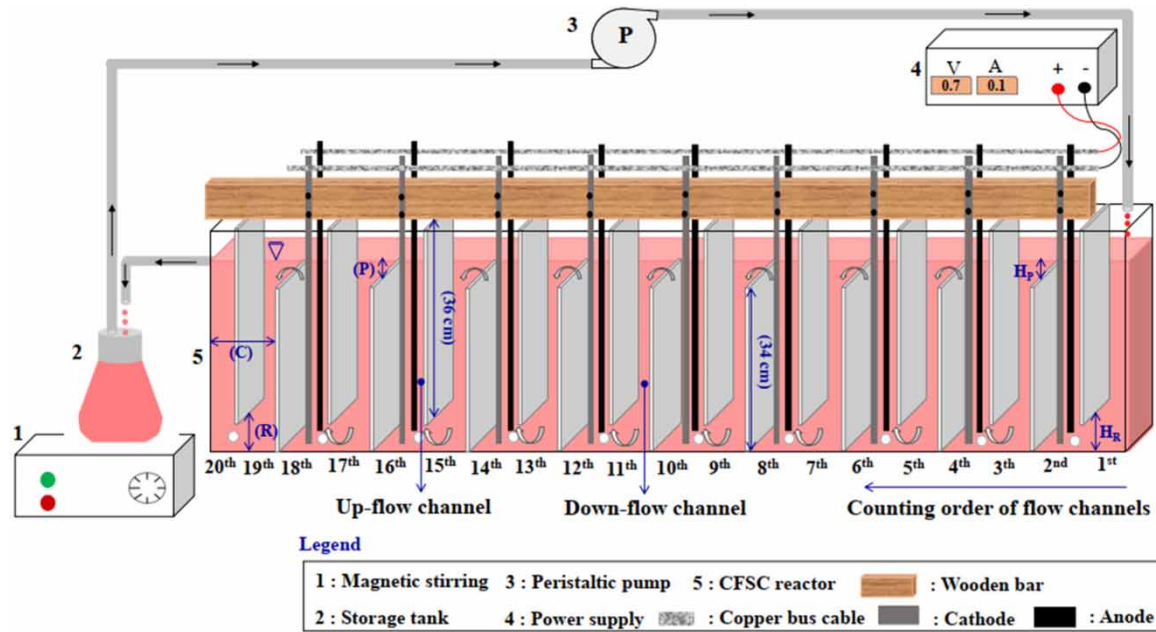 3
P
4
V A + -
0.7 0.1
(P)
H_P
(36 cm)
2
5
(C)
(34 cm)
1
(R)
H_R
20th 19th 18th 17th 16th 15th 14th 13th 12th 11th 10th 9th 8th 7th 6th 5th 4th 3th 2nd 1st
Up-flow channel Down-flow channel Counting order of flow channels
Legend
1 : Magnetic stirring 3 : Peristaltic pump 5 : CFSC reactor : Wooden bar
2 : Storage tank 4 : Power supply : Copper bus cable : Cathode : Anode